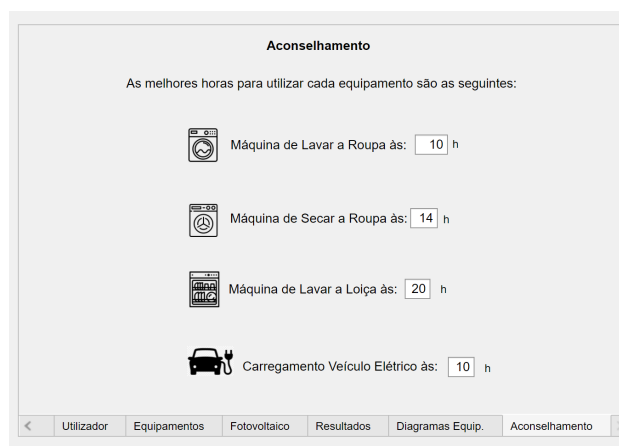 Aconselhamento
As melhores horas para utilizar cada equipamento são as seguintes:
Máquina de Lavar a Roupa às: 10 h
Máquina de Secar a Roupa às: 14 h
Máquina de Lavar a Loiça às: 20 h
Carregamento Veículo Elétrico às: 10 h
Utilizador Equipamentos Fotovoltaico Resultados Diagramas Equip. Aconselhamento